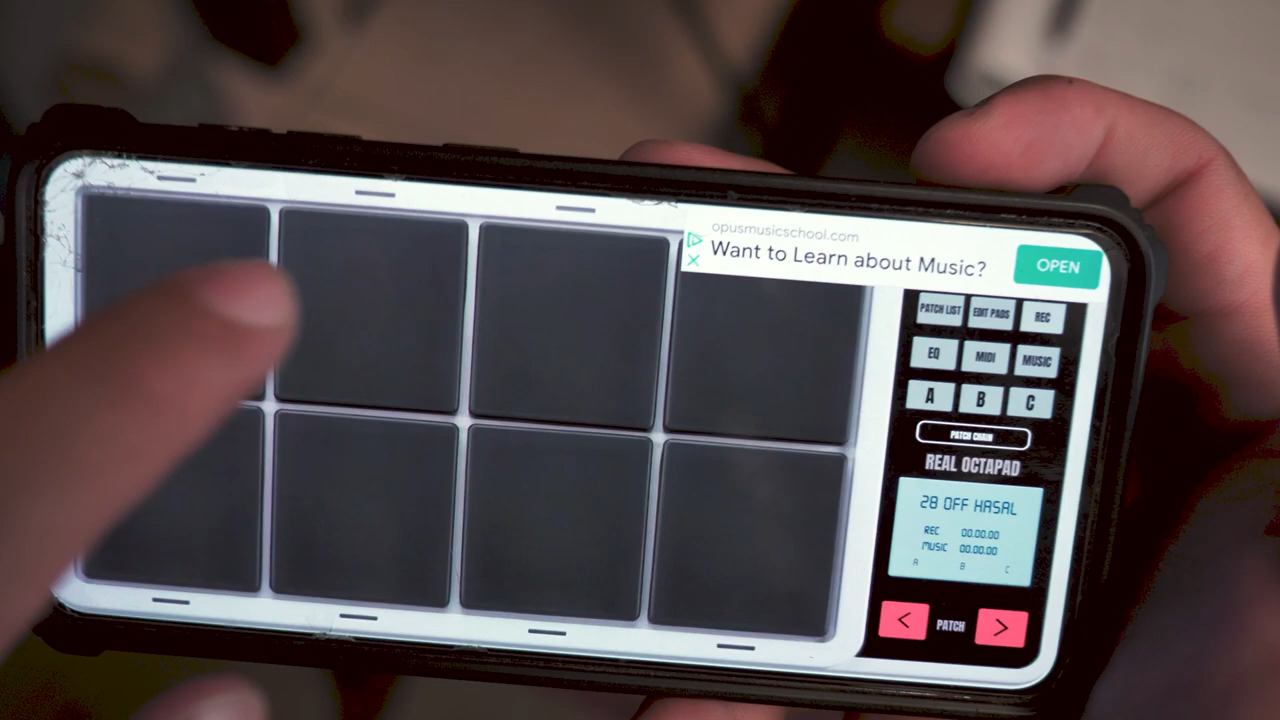 opusmusicschool.com
Want to Learn about Music?
OPEN
PATCH LIST EDIT PADS REC
EQ MIDI MUSIC
A B C
PATCH CHAIN
REAL OCTAPAD
28 OFF HASAL
REC 00.00.00
MUSIC 00.00.00
A B C
< PATCH >